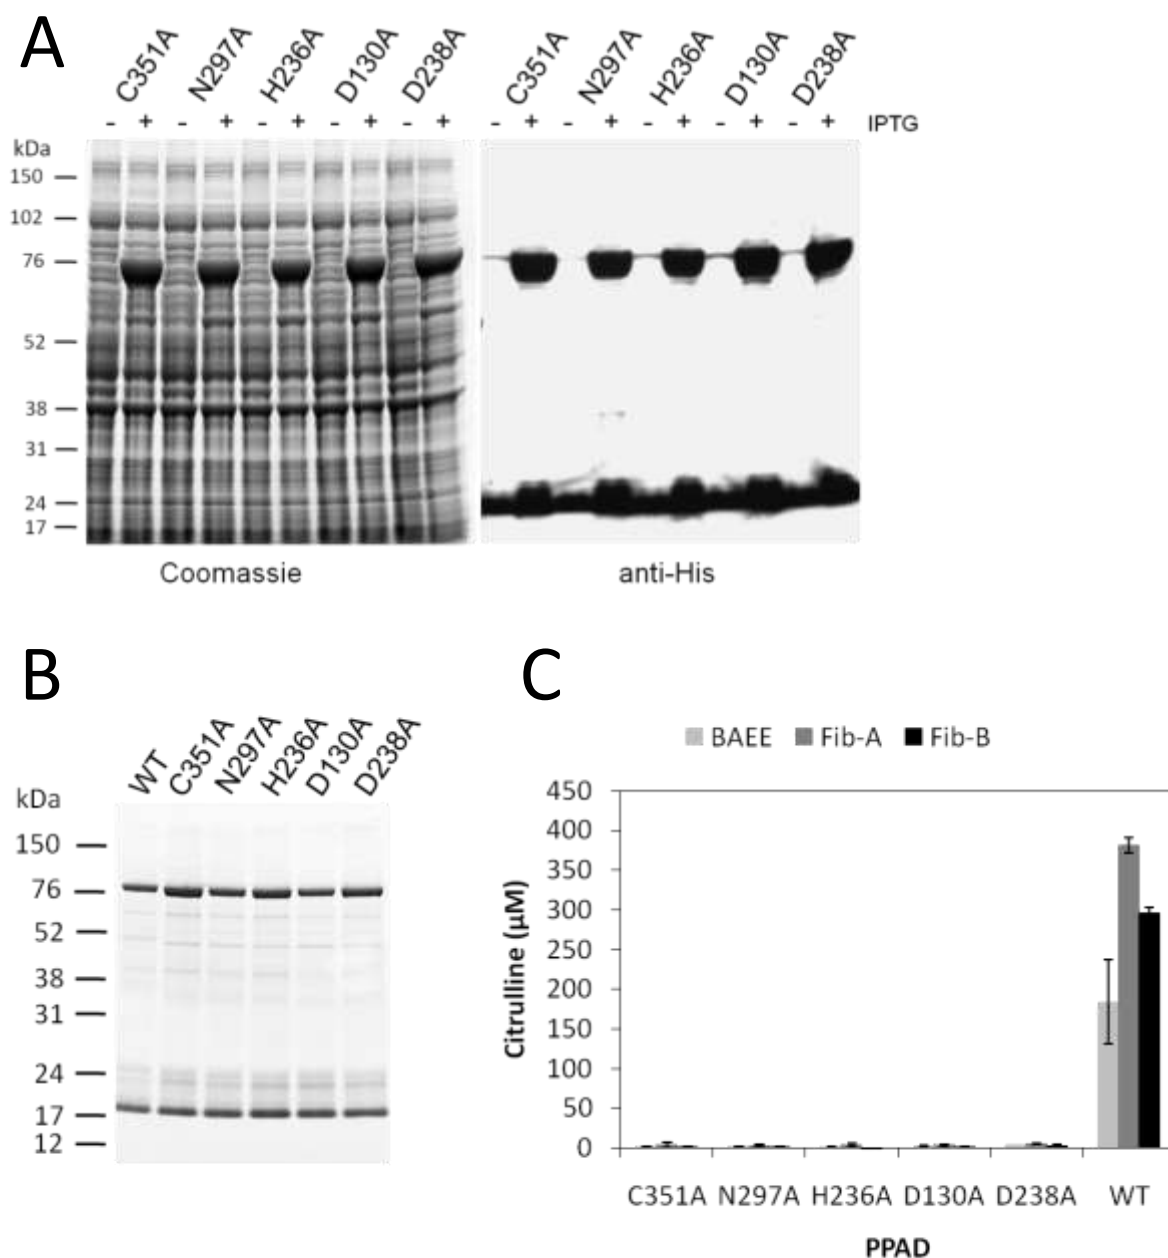 A
C351A N297A H236A D130A D238A C351A N297A H236A D130A D238A
- + - + - + - + - + - + - + - + - + - + IPTG
kDa
150
102
76
52
38
31
24
17
Coomassie anti-His
B
WT C351A N297A H236A D130A D238A
kDa
150
76
52
38
31
24
17
12
C
BAEE Fib-A Fib-B
450
400
350
300
250
200
150
100
50
0
Citrulline (µM)
C351A N297A H236A D130A D238A WT
PPAD